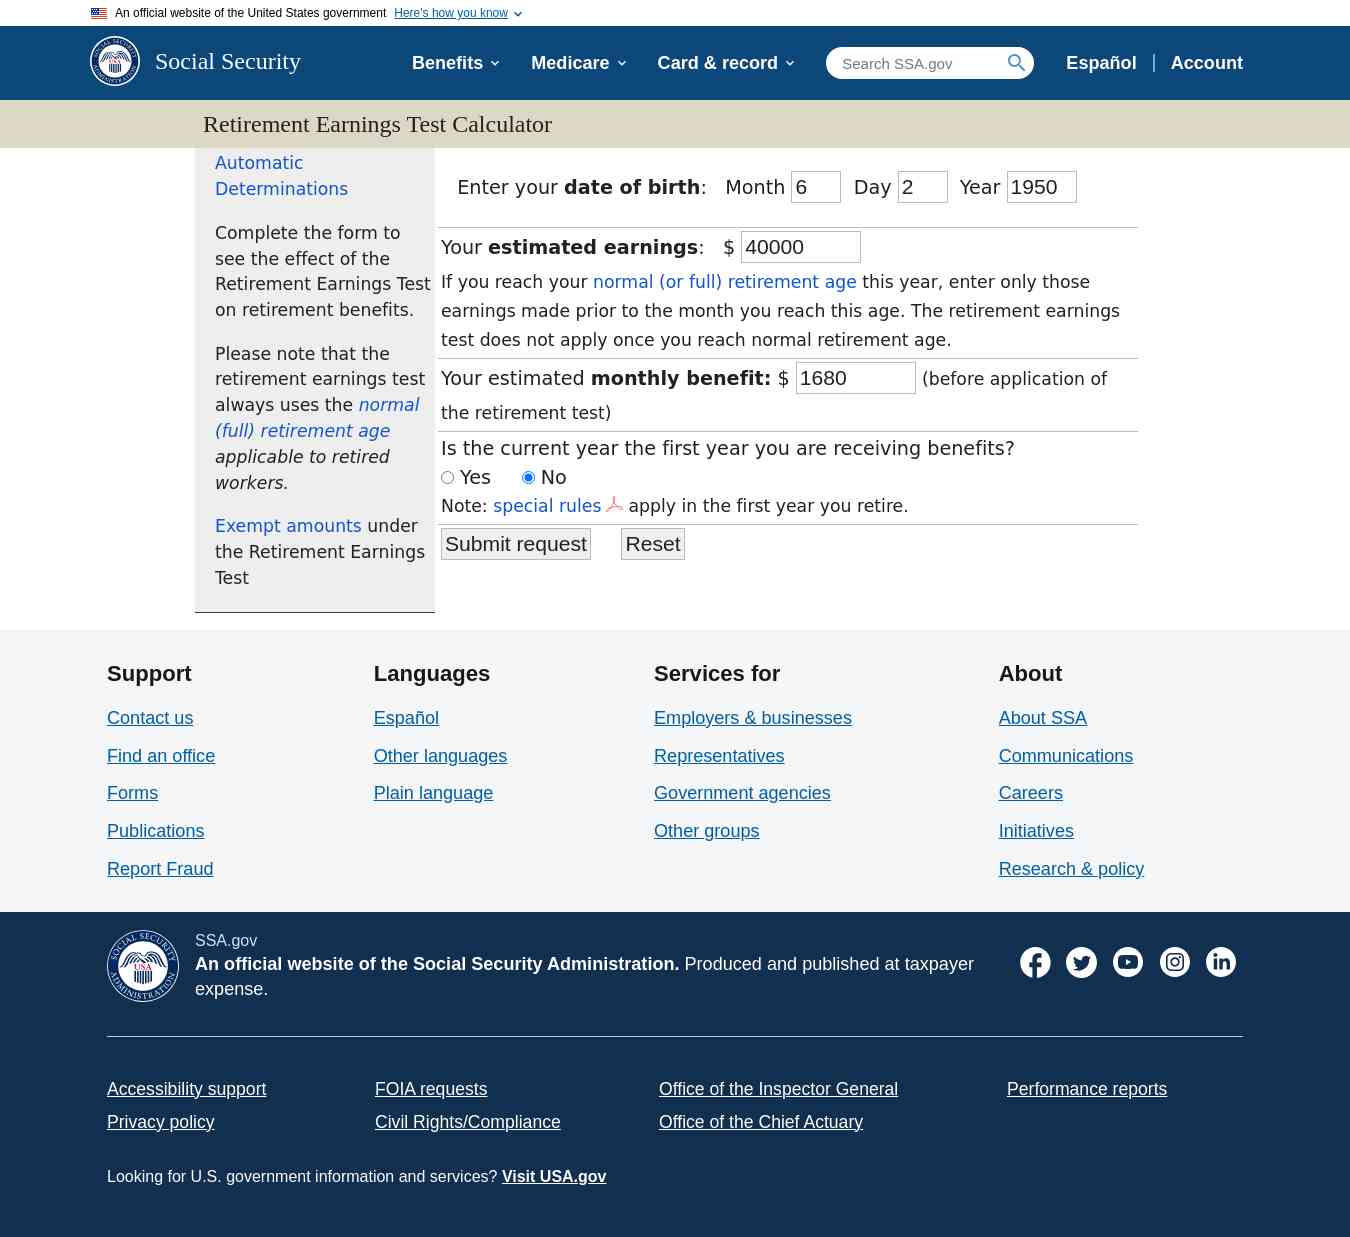 An official website of the United States government Here's how you know
Social Security
Benefits
Medicare
Card & record
Search SSA.gov
Español
Account
Retirement Earnings Test Calculator
Automatic
Determinations
Complete the form to
see the effect of the
Retirement Earnings Test
on retirement benefits.
Please note that the
retirement earnings test
always uses the normal
(full) retirement age
applicable to retired
workers.
Exempt amounts under
the Retirement Earnings
Test
Enter your date of birth: Month 6 Day 2 Year 1950
Your estimated earnings: $ 40000
If you reach your normal (or full) retirement age this year, enter only those
earnings made prior to the month you reach this age. The retirement earnings
test does not apply once you reach normal retirement age.
Your estimated monthly benefit: $ 1680 (before application of
the retirement test)
Is the current year the first year you are receiving benefits?
Yes No
Note: special rules apply in the first year you retire.
Submit request Reset
Support
Contact us
Find an office
Forms
Publications
Report Fraud
Languages
Español
Other languages
Plain language
Services for
Employers & businesses
Representatives
Government agencies
Other groups
About
About SSA
Communications
Careers
Initiatives
Research & policy
SOCIAL SECURITY
USA
ADMINISTRATION
SSA.gov
An official website of the Social Security Administration. Produced and published at taxpayer
expense.
Accessibility support
FOIA requests
Office of the Inspector General
Performance reports
Privacy policy
Civil Rights/Compliance
Office of the Chief Actuary
Looking for U.S. government information and services? Visit USA.gov